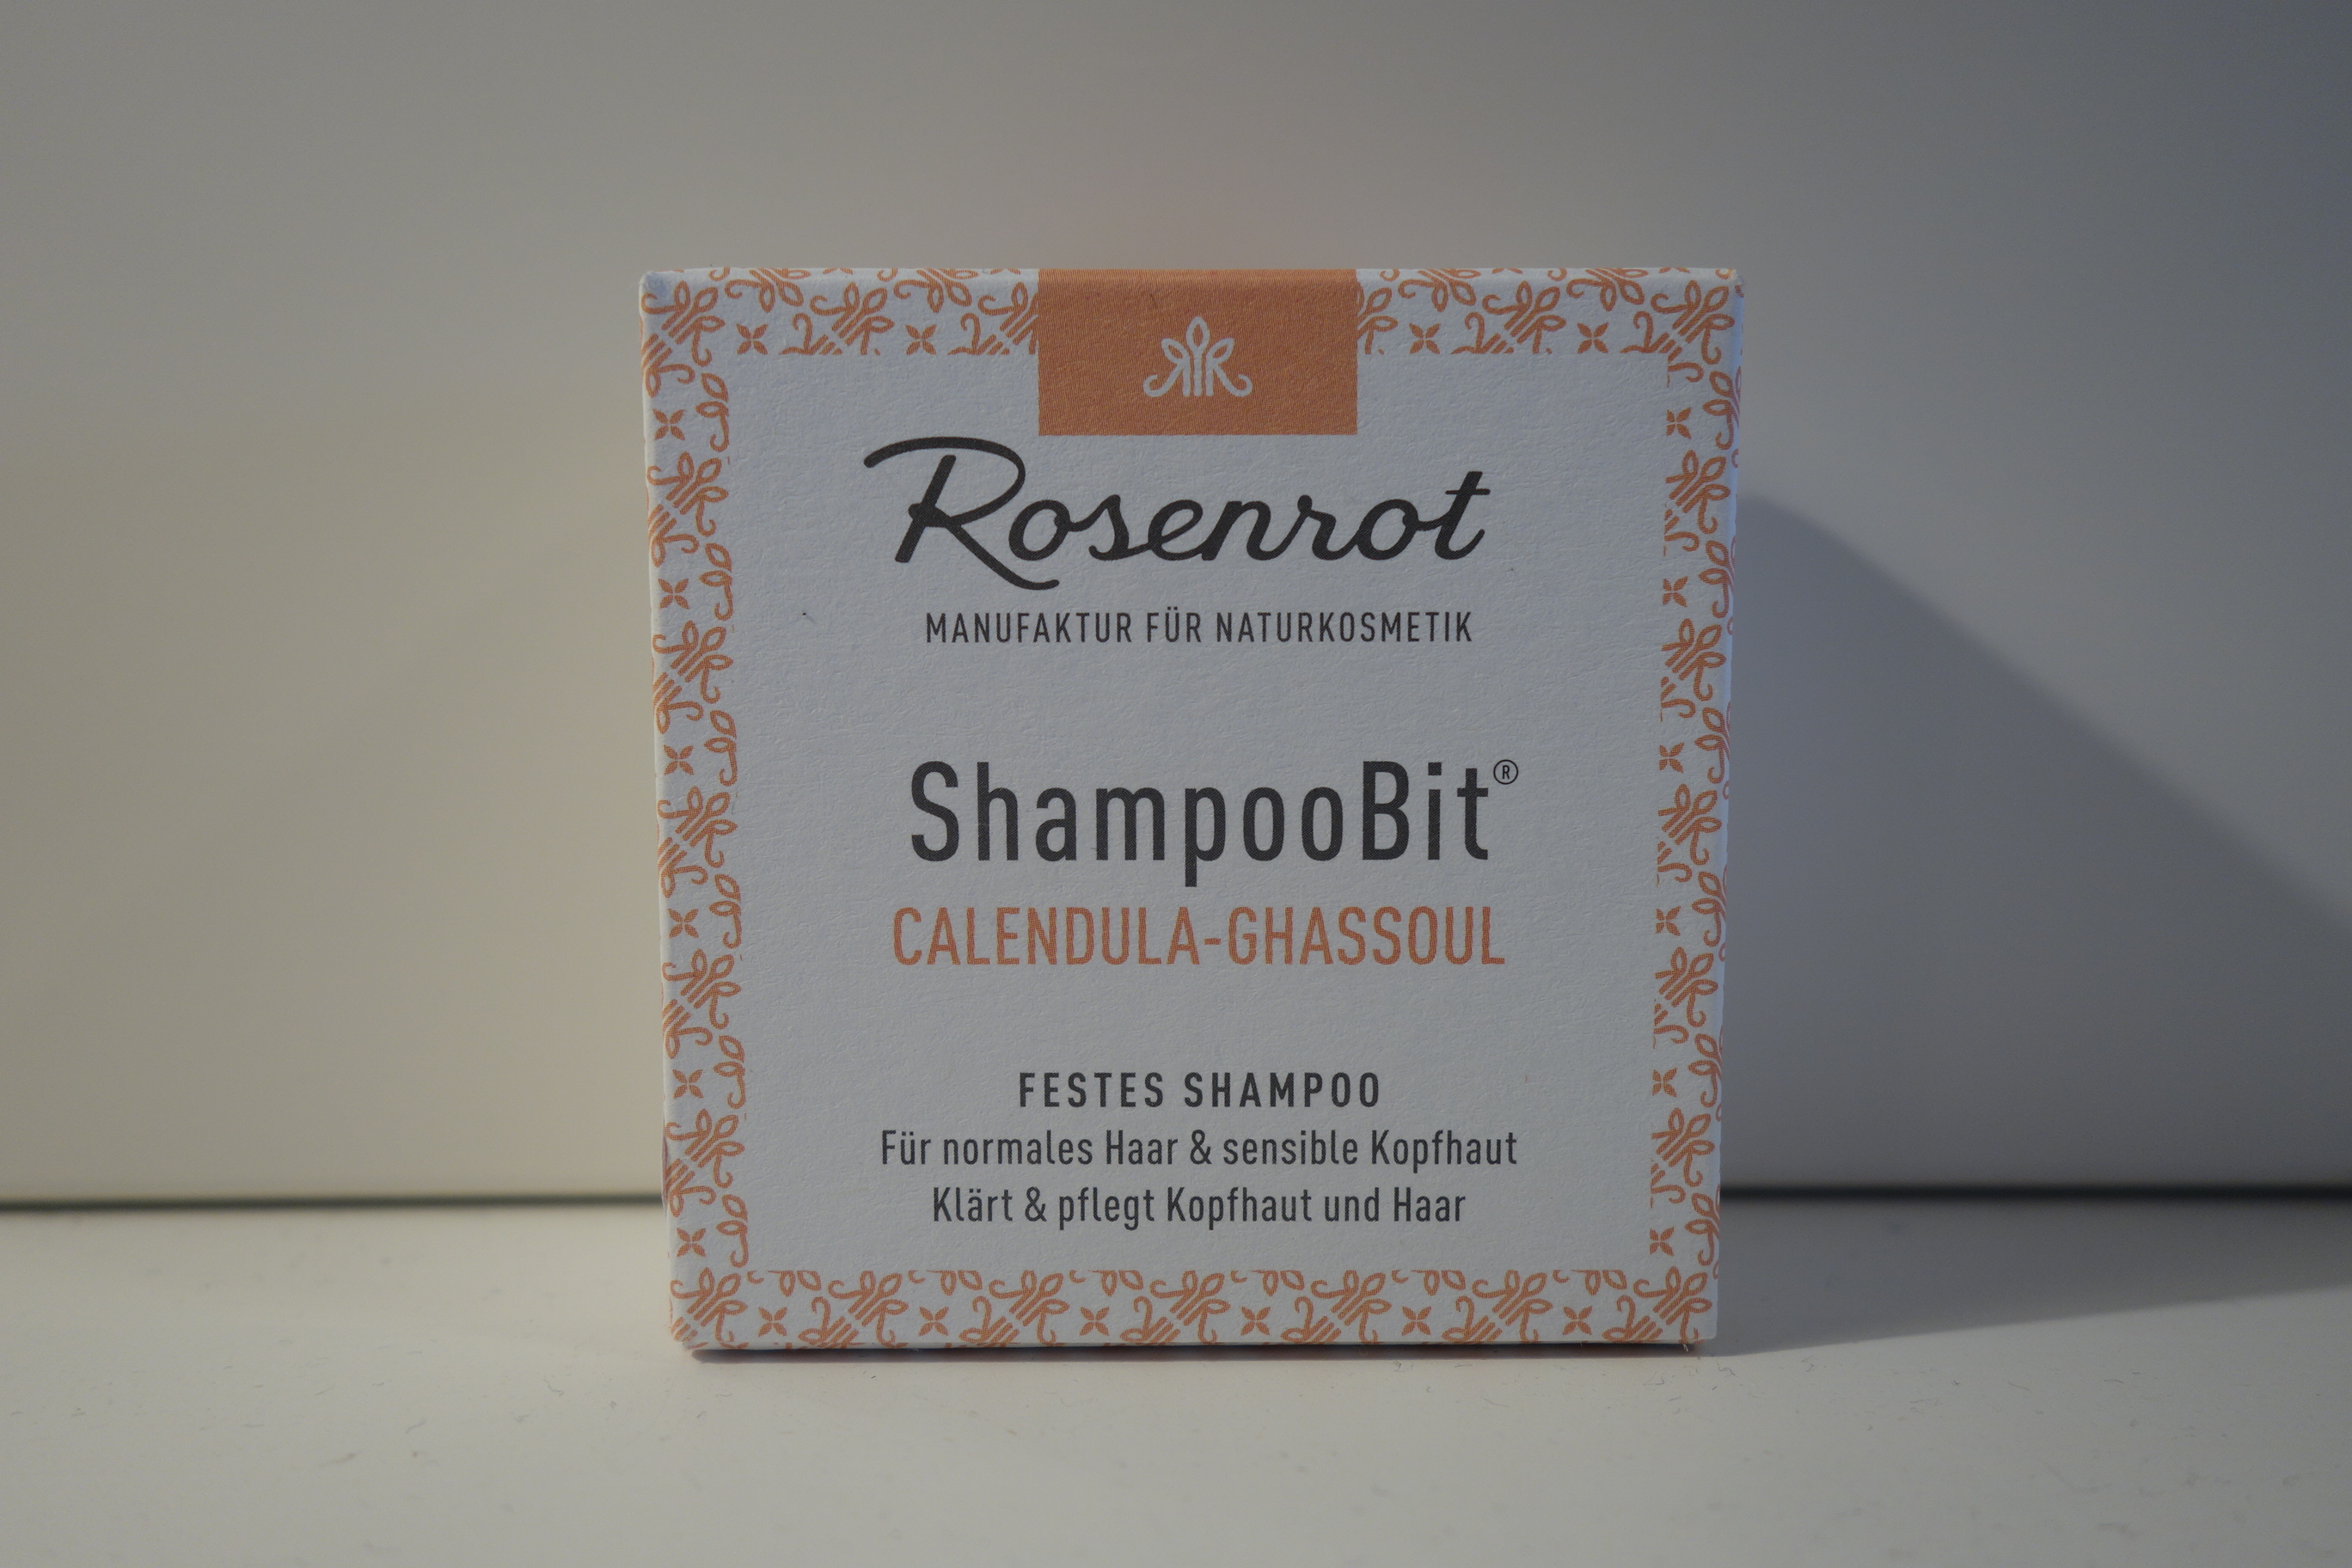 Rosenrot
MANUFAKTUR FÜR NATURKOSMETIK
ShampooBit®
CALENDULA-GHASSOUL
FESTES SHAMPOO
Für normales Haar & sensible Kopfhaut
Klärt & pflegt Kopfhaut und Haar